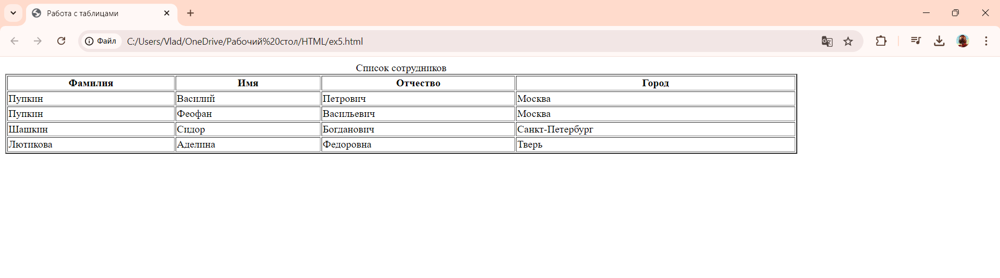 Работа с таблицами
Файл C:/Users/Vlad/OneDrive/Рабочий%20стол/HTML/ex5.html
Список сотрудников
Фамилия Имя Отчество Город
Пупкин Василий Петрович Москва
Пупкин Феофан Васильевич Москва
Шашкин Сидор Богданович Санкт-Петербург
Лютикова Аделина Федоровна Тверь